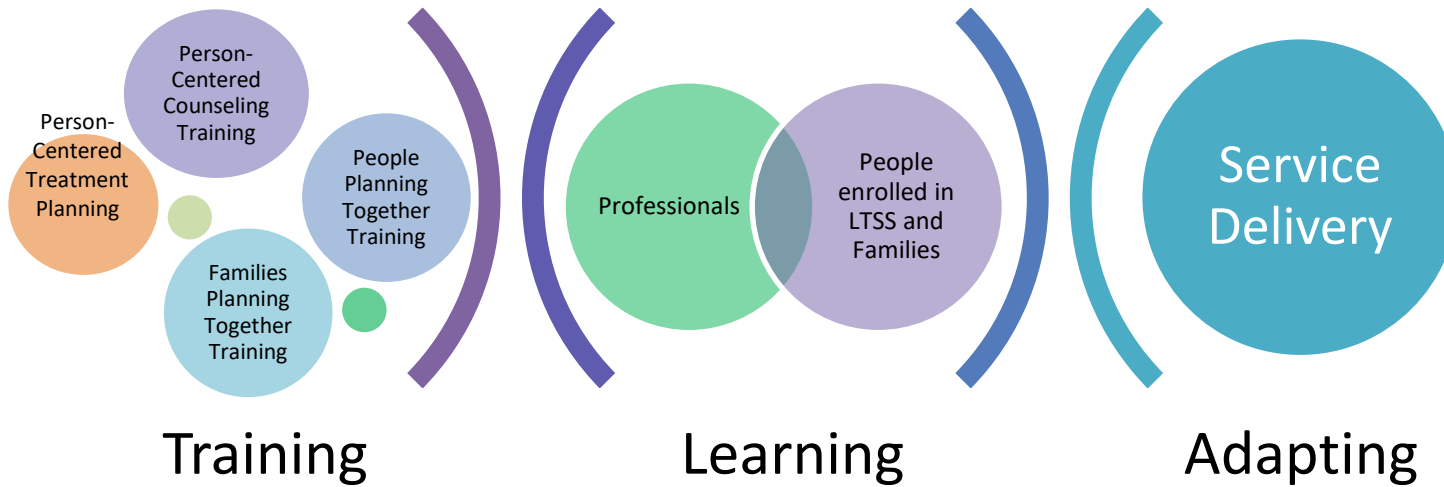 Person-
Centered
Counseling
Training
Person-
Centered
Treatment
Planning
People
Planning
Together
Training
Families
Planning
Together
Training
Professionals
People
enrolled in
LTSS and
Families
Service
Delivery
Training
Learning
Adapting